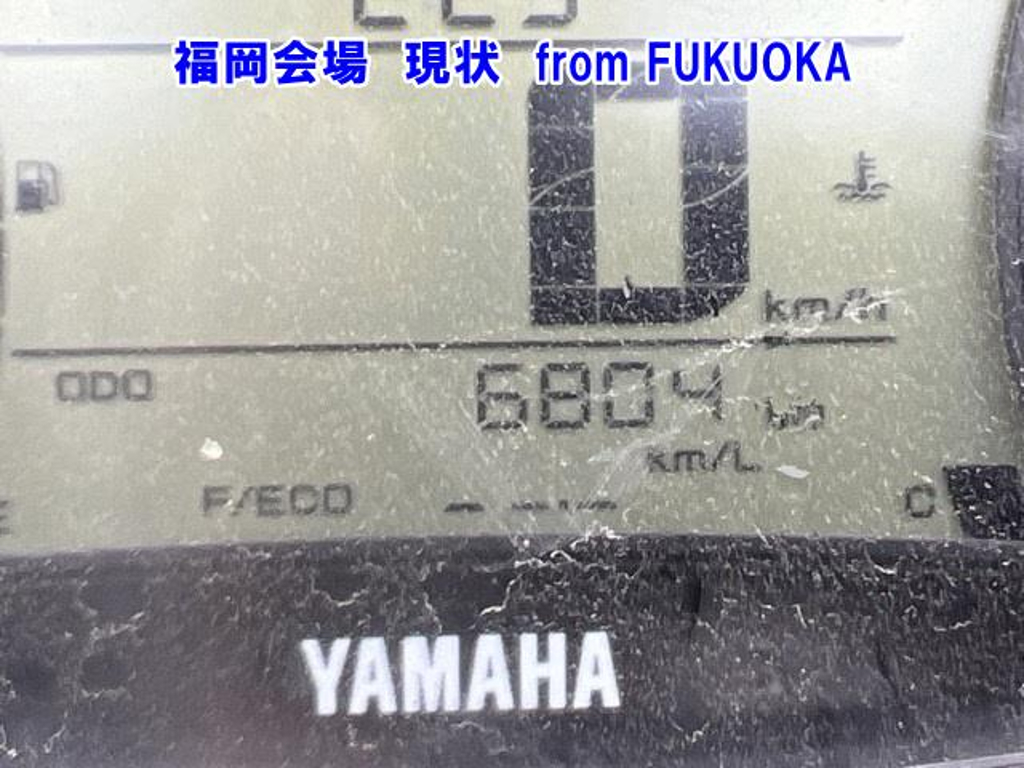 福岡会場 現状 from FUKUOKA
0
km/h
ODO 6804 km
km/L
F/ECO --.- C
YAMAHA